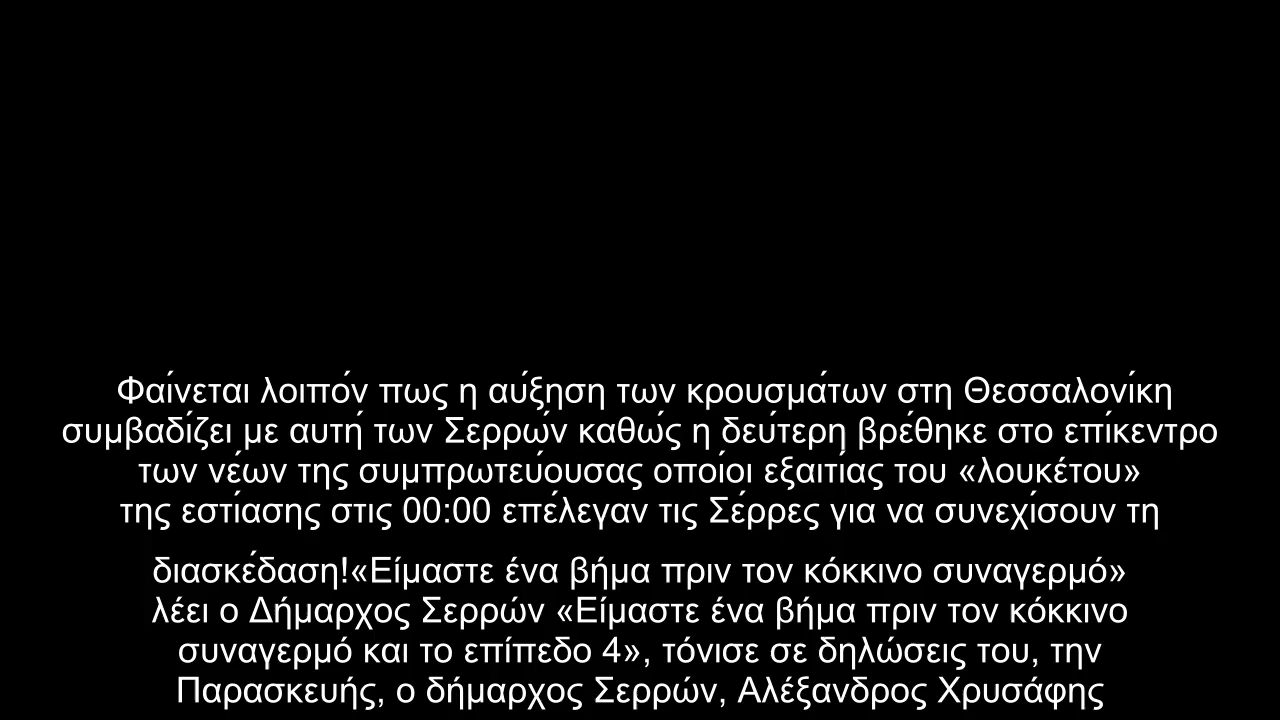 Φαίνεται λοιπόν πως η αύξηση των κρουσμάτων στη Θεσσαλονίκη
συμβαδίζει με αυτή των Σερρών καθώς η δεύτερη βρέθηκε στο επίκεντρο
των νέων της συμπρωτεύουσας οποίοι εξαιτίας του «λουκέτου»
της εστίασης στις 00:00 επέλεγαν τις Σέρρες για να συνεχίσουν τη
διασκέδαση!«Είμαστε ένα βήμα πριν τον κόκκινο συναγερμό»
λέει ο Δήμαρχος Σερρών «Είμαστε ένα βήμα πριν τον κόκκινο
συναγερμό και το επίπεδο 4», τόνισε σε δηλώσεις του, την
Παρασκευής, ο δήμαρχος Σερρών, Αλέξανδρος Χρυσάφης